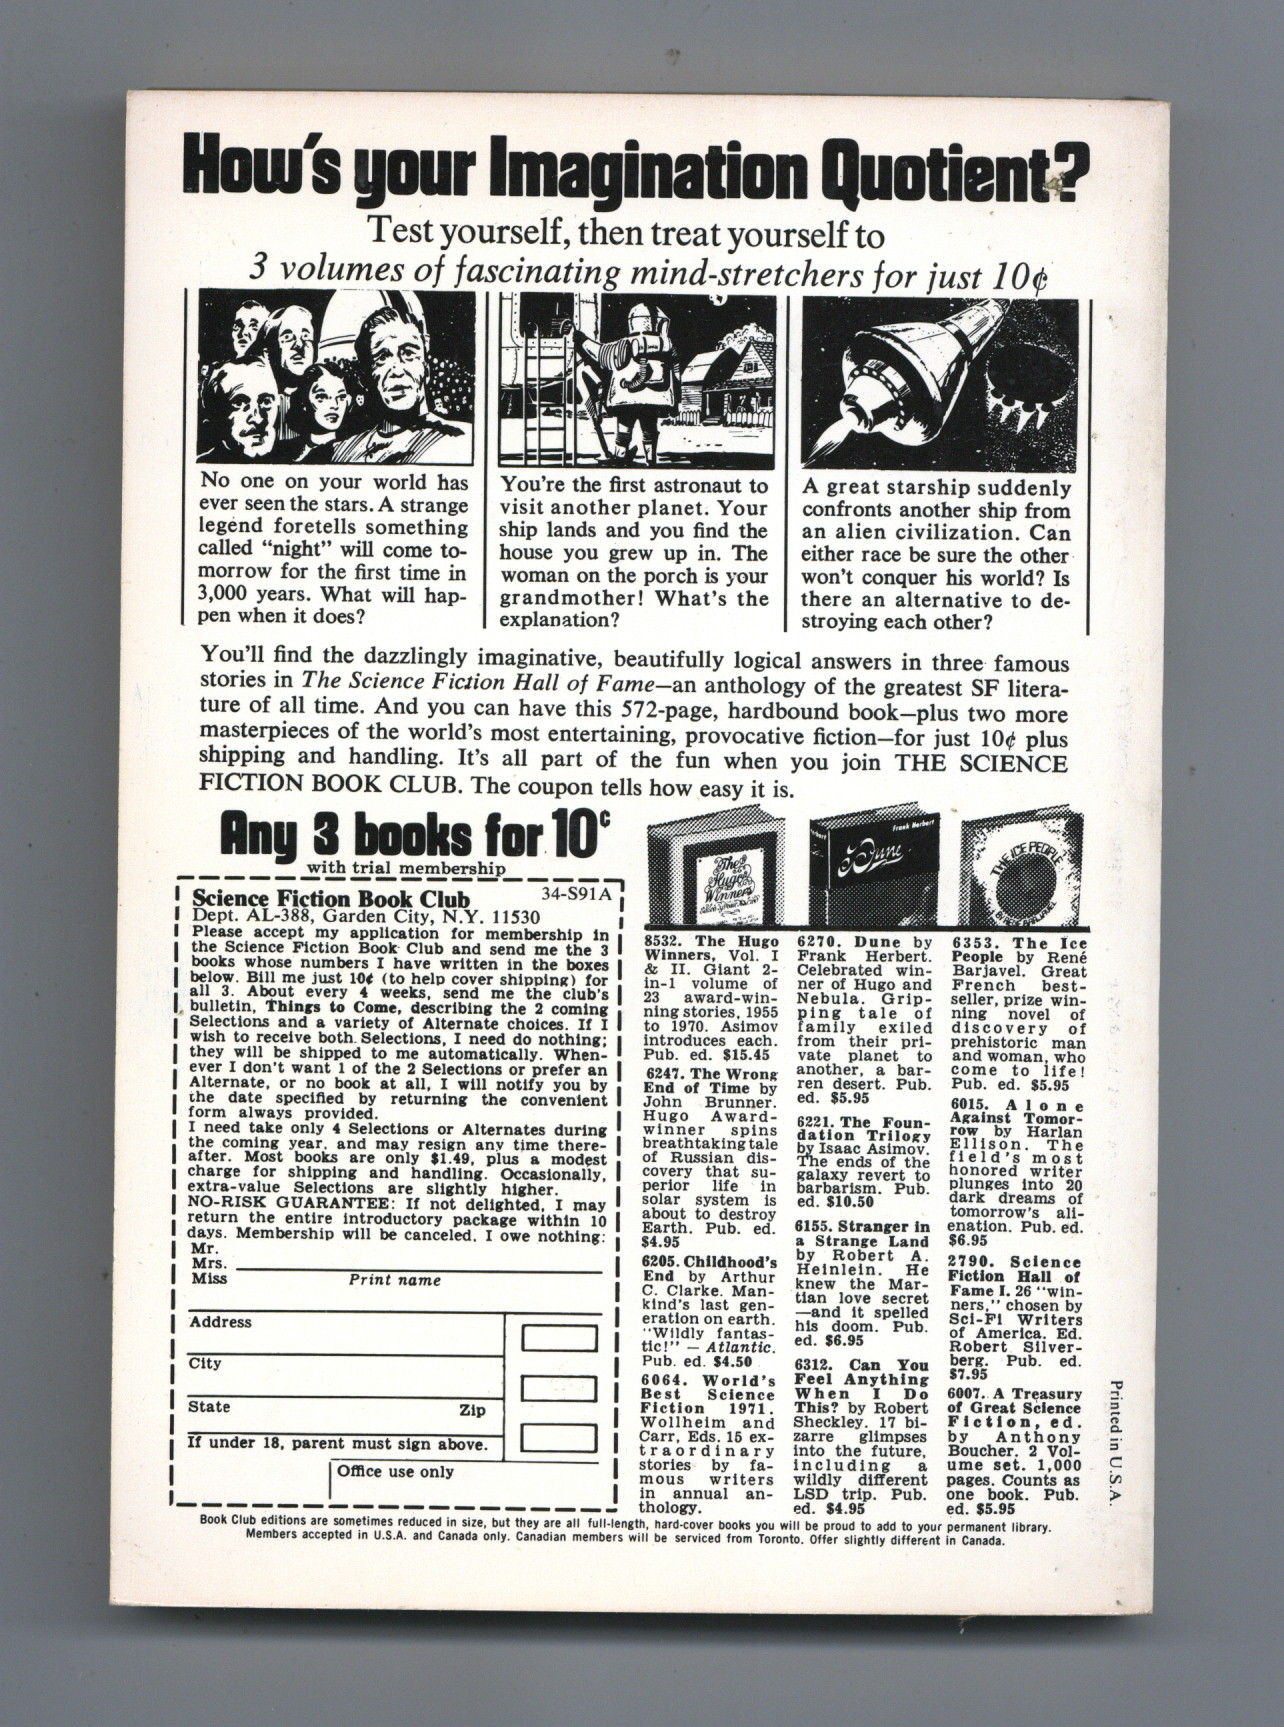 How's your Imagination Quotient?
Test yourself, then treat yourself to
3 volumes of fascinating mind-stretchers for just 10¢
No one on your world has
ever seen the stars. A strange
legend foretells something
called "night" will come to-
morrow for the first time in
3,000 years. What will hap-
pen when it does?
You're the first astronaut to
visit another planet. Your
ship lands and you find the
house you grew up in. The
woman on the porch is your
grandmother! What's the
explanation?
A great starship suddenly
confronts another ship from
an alien civilization. Can
either race be sure the other
won't conquer his world? Is
there an alternative to de-
stroying each other?
You'll find the dazzlingly imaginative, beautifully logical answers in three famous
stories in The Science Fiction Hall of Fame—an anthology of the greatest SF litera-
ture of all time. And you can have this 572-page, hardbound book—plus two more
masterpieces of the world's most entertaining, provocative fiction—for just 10¢ plus
shipping and handling. It's all part of the fun when you join THE SCIENCE
FICTION BOOK CLUB. The coupon tells how easy it is.
Any 3 books for 10¢
with trial membership
Science Fiction Book Club 34-S91A
Dept. AL-388, Garden City, N.Y. 11530
Please accept my application for membership in
the Science Fiction Book Club and send me the 3
books whose numbers I have written in the boxes
below. Bill me just 10¢ (to help cover shipping) for
all 3. About every 4 weeks, send me the club's
bulletin, Things to Come, describing the 2 coming
Selections and a variety of Alternate choices. If I
wish to receive both Selections, I need do nothing;
they will be shipped to me automatically. When-
ever I don't want 1 of the 2 Selections or prefer an
Alternate, or no book at all, I will notify you by
the date specified by returning the convenient
form always provided.
I need take only 4 Selections or Alternates during
the coming year, and may resign any time there-
after. Most books are only $1.49, plus a modest
charge for shipping and handling. Occasionally,
extra-value Selections are slightly higher.
NO-RISK GUARANTEE: If not delighted, I may
return the entire introductory package within 10
days. Membership will be canceled, I owe nothing:
Mr.
Mrs.
Miss Print name
Address
City
State Zip
If under 18, parent must sign above.
Office use only
The Hugo Winners
Herbert
Frank Herbert
Dune
THE ICE PEOPLE
8532. The Hugo
Winners, Vol. I
& II. Giant 2-
in-1 volume of
23 award-win-
ning stories, 1955
to 1970. Asimov
introduces each.
Pub. ed. $15.45
6247. The Wrong
End of Time by
John Brunner.
Hugo Award-
winner spins
breathtaking tale
of Russian dis-
covery that su-
perior life in
solar system is
about to destroy
Earth. Pub. ed.
$4.95
6205. Childhood's
End by Arthur
C. Clarke. Man-
kind's last gen-
eration on earth.
"Wildly fantas-
tic!" — Atlantic.
Pub. ed. $4.50
6064. World's
Best Science
Fiction 1971.
Wollheim and
Carr, Eds. 15 ex-
traordinary
stories by fa-
mous writers
in annual an-
thology.
6270. Dune by
Frank Herbert.
Celebrated win-
ner of Hugo and
Nebula. Grip-
ping tale of
family exiled
from their pri-
vate planet to
another, a bar-
ren desert. Pub.
ed. $5.95
6221. The Foun-
dation Trilogy
by Isaac Asimov.
The ends of the
galaxy revert to
barbarism. Pub.
ed. $10.50
6155. Stranger in
a Strange Land
by Robert A.
Heinlein. He
knew the Mar-
tian love secret
—and it spelled
his doom. Pub.
ed. $6.95
6312. Can You
Feel Anything
When I Do
This? by Robert
Sheckley. 17 bi-
zarre glimpses
into the future,
including a
wildly different
LSD trip. Pub.
ed. $4.95
6353. The Ice
People by René
Barjavel. Great
French best-
seller, prize win-
ning novel of
discovery of
prehistoric man
and woman, who
come to life!
Pub. ed. $5.95
6015. Alone
Against Tomor-
row by Harlan
Ellison. The
field's most
honored writer
plunges into 20
dark dreams of
tomorrow's ali-
enation. Pub. ed.
$6.95
2790. Science
Fiction Hall of
Fame I. 26 "win-
ners," chosen by
Sci-Fi Writers
of America. Ed.
Robert Silver-
berg. Pub. ed.
$7.95
6007. A Treasury
of Great Science
Fiction, ed.
by Anthony
Boucher. 2 Vol-
ume set. 1,000
pages. Counts as
one book. Pub.
ed. $5.95
Printed in U.S.A.
Book Club editions are sometimes reduced in size, but they are all full-length, hard-cover books you will be proud to add to your permanent library.
Members accepted in U.S.A. and Canada only. Canadian members will be serviced from Toronto. Offer slightly different in Canada.